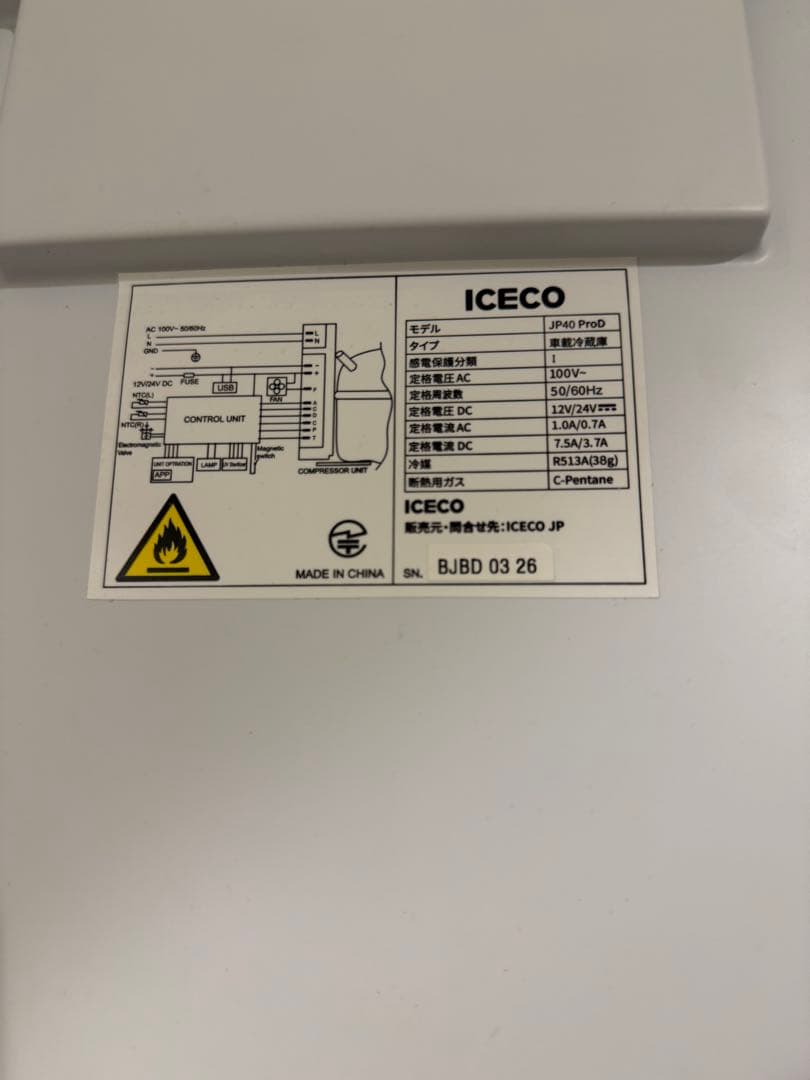 AC 100V~ 50/60Hz
L
N
GND
L
N
-
+
12V/24V DC
FUSE
USB
FAN
-
+
F
NTC(L)
NTC(R)
CONTROL UNIT
A
C
D
C
P
T
Electromagnetic
Valve
Magnetic
switch
UNIT OPTRATION
APP
LAMP
UV Sterilizer
COMPRESSOR UNIT
MADE IN CHINA
ICECO
モデル JP40 ProD
タイプ 車載冷蔵庫
感電保護分類 I
定格電圧 AC 100V~
定格周波数 50/60Hz
定格電圧 DC 12V/24V⎓
定格電流 AC 1.0A/0.7A
定格電流 DC 7.5A/3.7A
冷媒 R513A(38g)
断熱用ガス C-Pentane
ICECO
販売元・問合せ先:ICECO JP
SN. BJBD 03 26